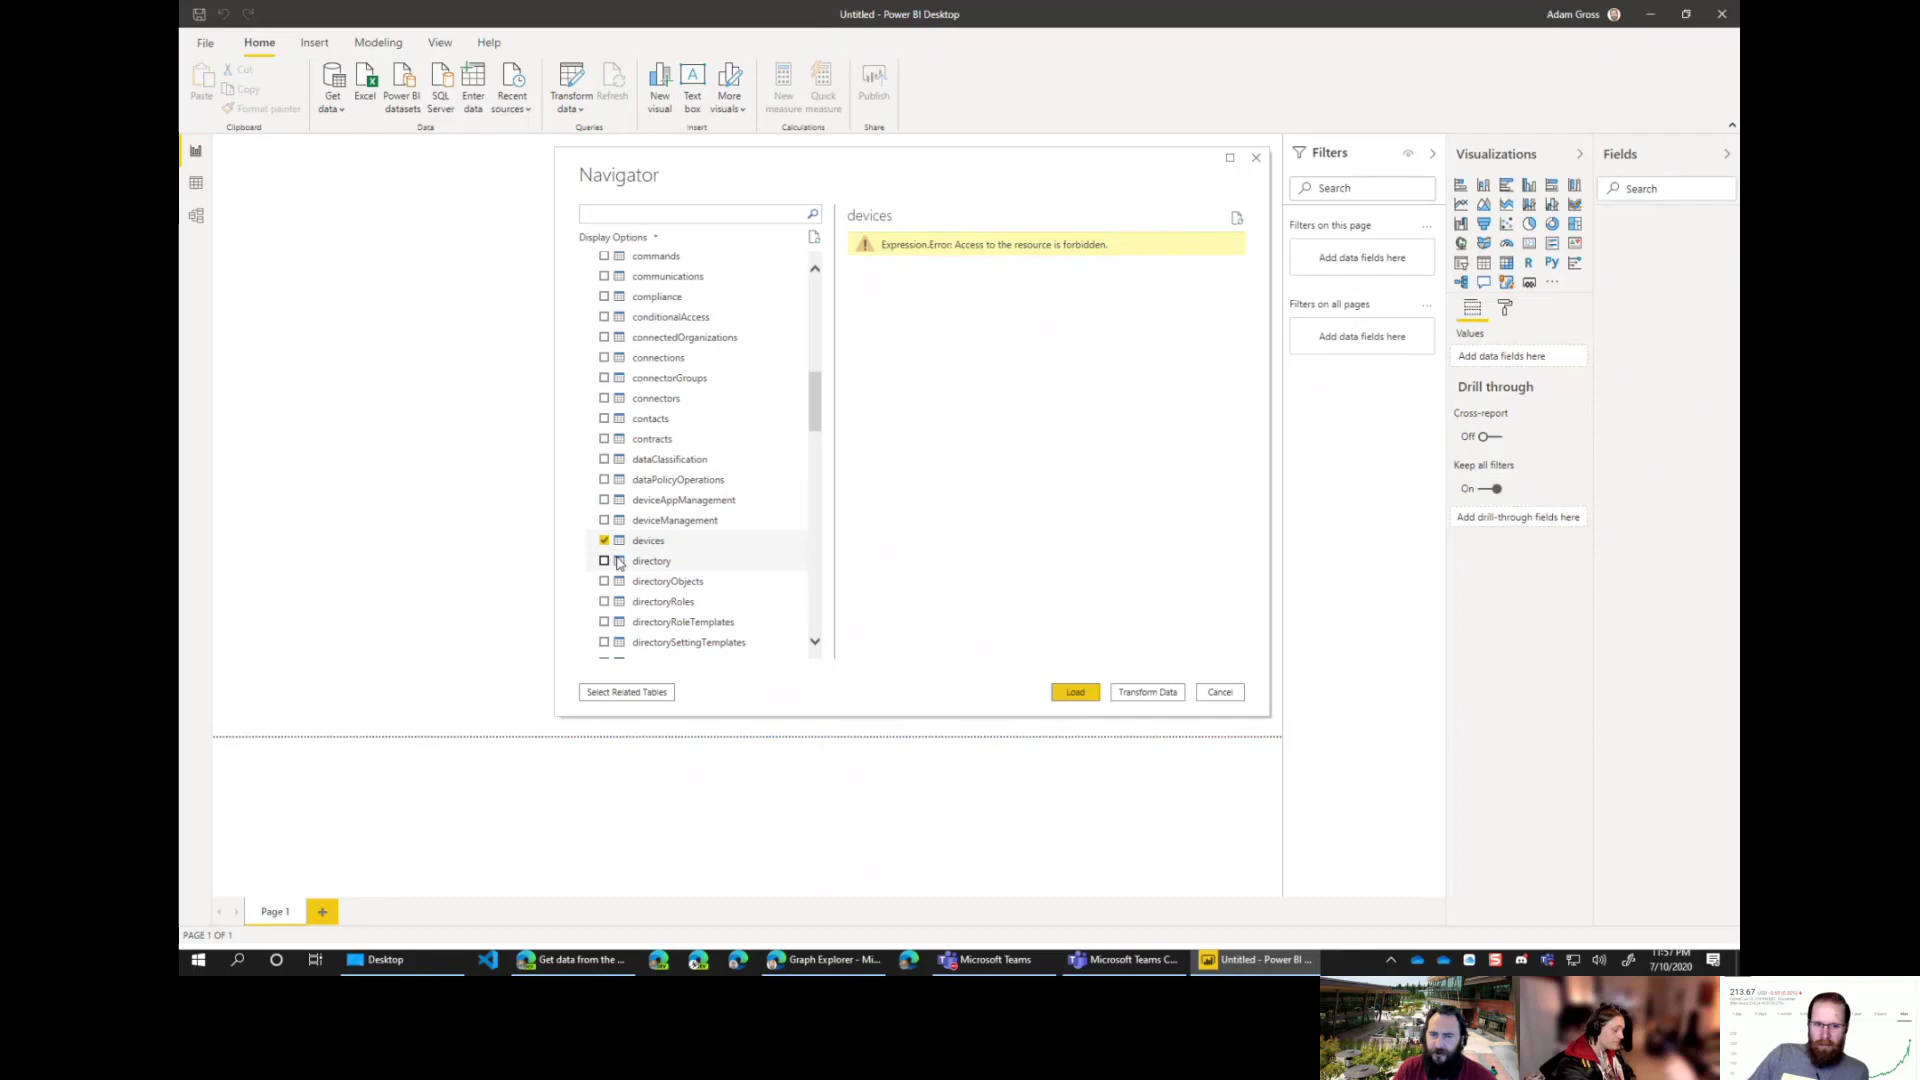 Untitled - Power BI Desktop
Adam Gross
File Home Insert Modeling View Help
Paste
Cut
Copy
Format painter
Clipboard
Get data
Excel
Power BI datasets
SQL Server
Enter data
Recent sources
Data
Transform data
Refresh
Queries
New visual
Text box
More visuals
Insert
New measure
Quick measure
Calculations
Publish
Share
Navigator
Display Options
commands
communications
compliance
conditionalAccess
connectedOrganizations
connections
connectorGroups
connectors
contacts
contracts
dataClassification
dataPolicyOperations
deviceAppManagement
deviceManagement
devices
directory
directoryObjects
directoryRoles
directoryRoleTemplates
directorySettingTemplates
Select Related Tables
devices
Expression.Error: Access to the resource is forbidden.
Load
Transform Data
Cancel
Filters
Search
Filters on this page
Add data fields here
Filters on all pages
Add data fields here
Visualizations
R
Py
Values
Add data fields here
Drill through
Cross-report
Off
Keep all filters
On
Add drill-through fields here
Fields
Search
Page 1
PAGE 1 OF 1
Desktop
Get data from the ...
Graph Explorer - Mi...
Microsoft Teams
Microsoft Teams C...
Untitled - Power BI ...
11:57 PM
7/10/2020
213.67